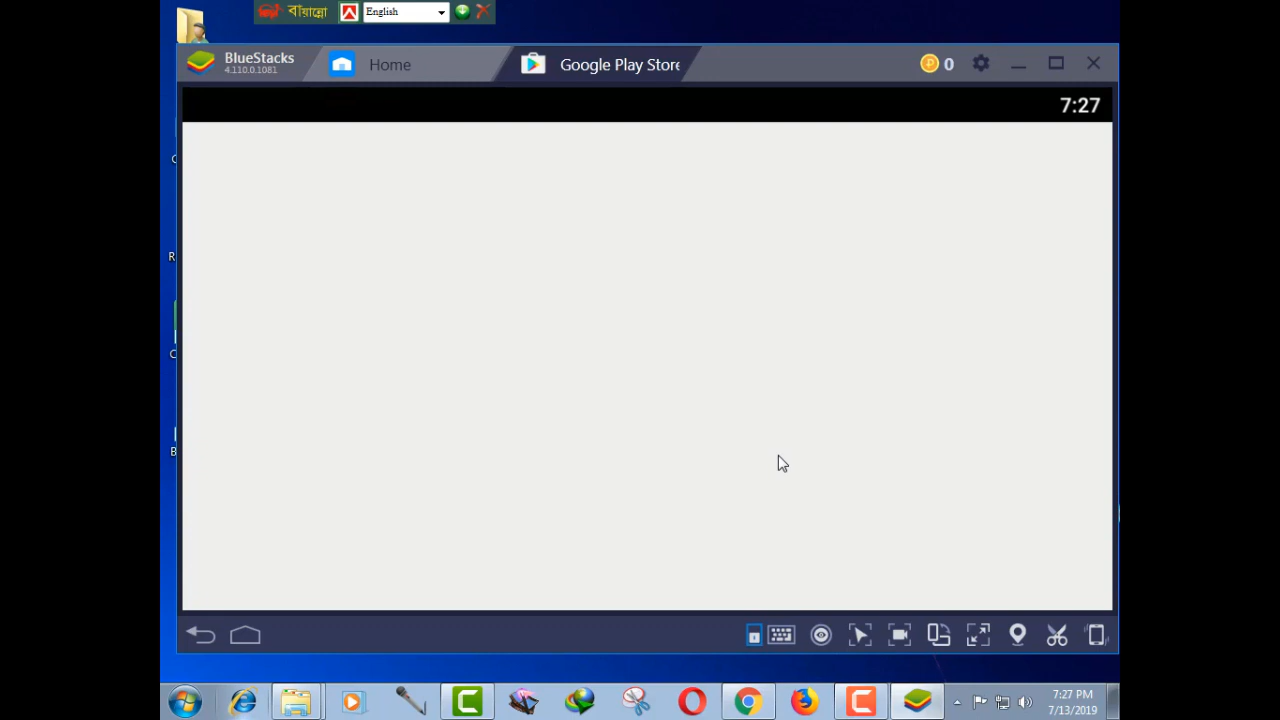 বাঁয়ান্নো English
BlueStacks
4.110.0.1081
Home
Google Play Store
0
7:27
C
R
C
B
7:27 PM
7/13/2019